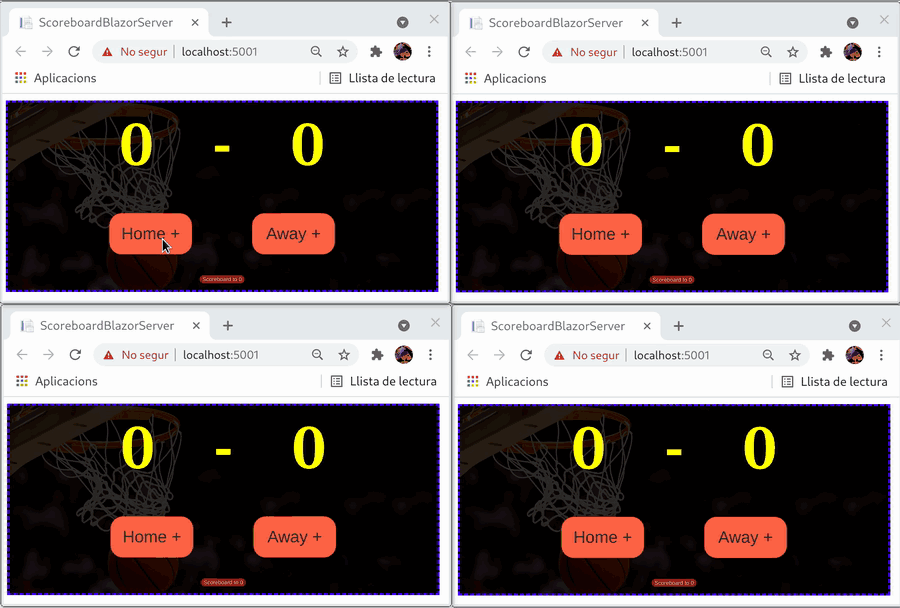 ScoreboardBlazorServer
No segur localhost:5001
Aplicacions Llista de lectura
0 - 0
Home + Away +
Scoreboard to 0
ScoreboardBlazorServer
No segur localhost:5001
Aplicacions Llista de lectura
0 - 0
Home + Away +
Scoreboard to 0
ScoreboardBlazorServer
No segur localhost:5001
Aplicacions Llista de lectura
0 - 0
Home + Away +
Scoreboard to 0
ScoreboardBlazorServer
No segur localhost:5001
Aplicacions Llista de lectura
0 - 0
Home + Away +
Scoreboard to 0